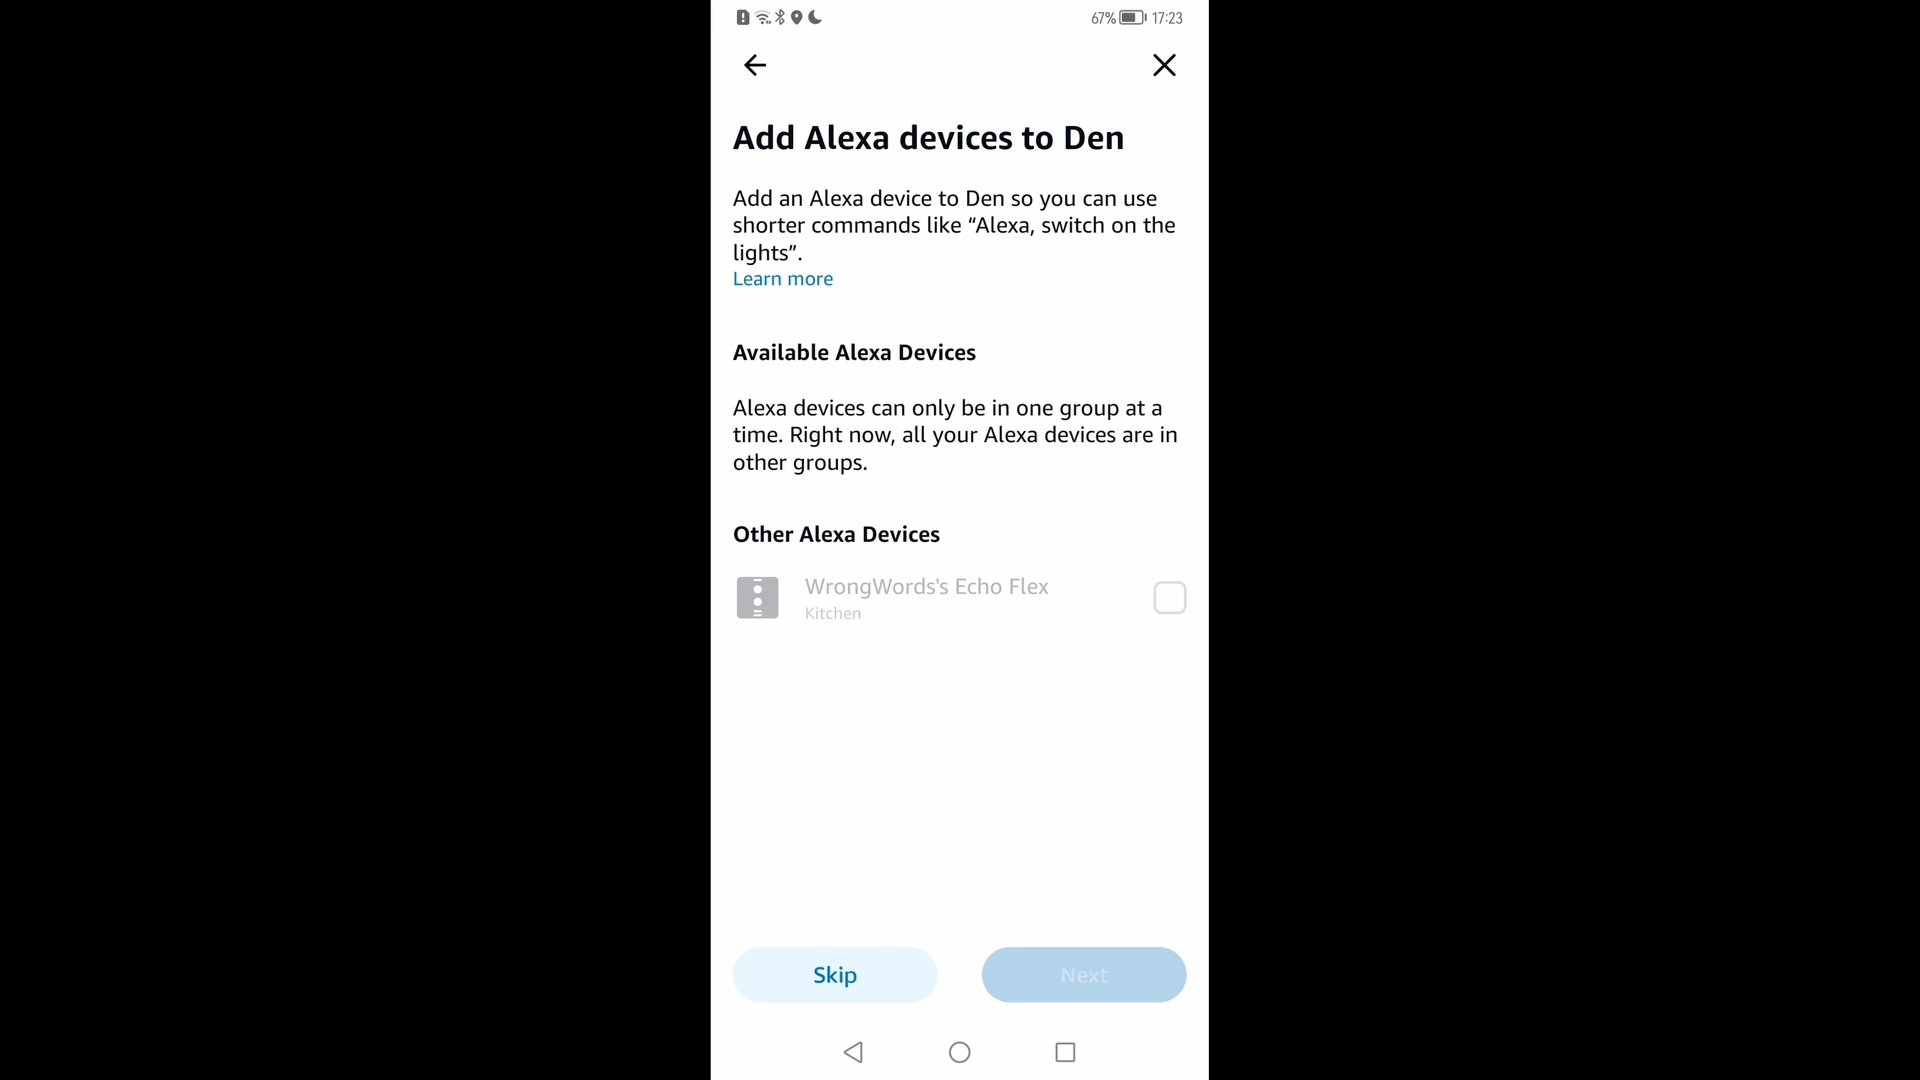 67% 17:23
Add Alexa devices to Den
Add an Alexa device to Den so you can use
shorter commands like “Alexa, switch on the
lights”.
Learn more
Available Alexa Devices
Alexa devices can only be in one group at a
time. Right now, all your Alexa devices are in
other groups.
Other Alexa Devices
WrongWords's Echo Flex
Kitchen
Skip
Next